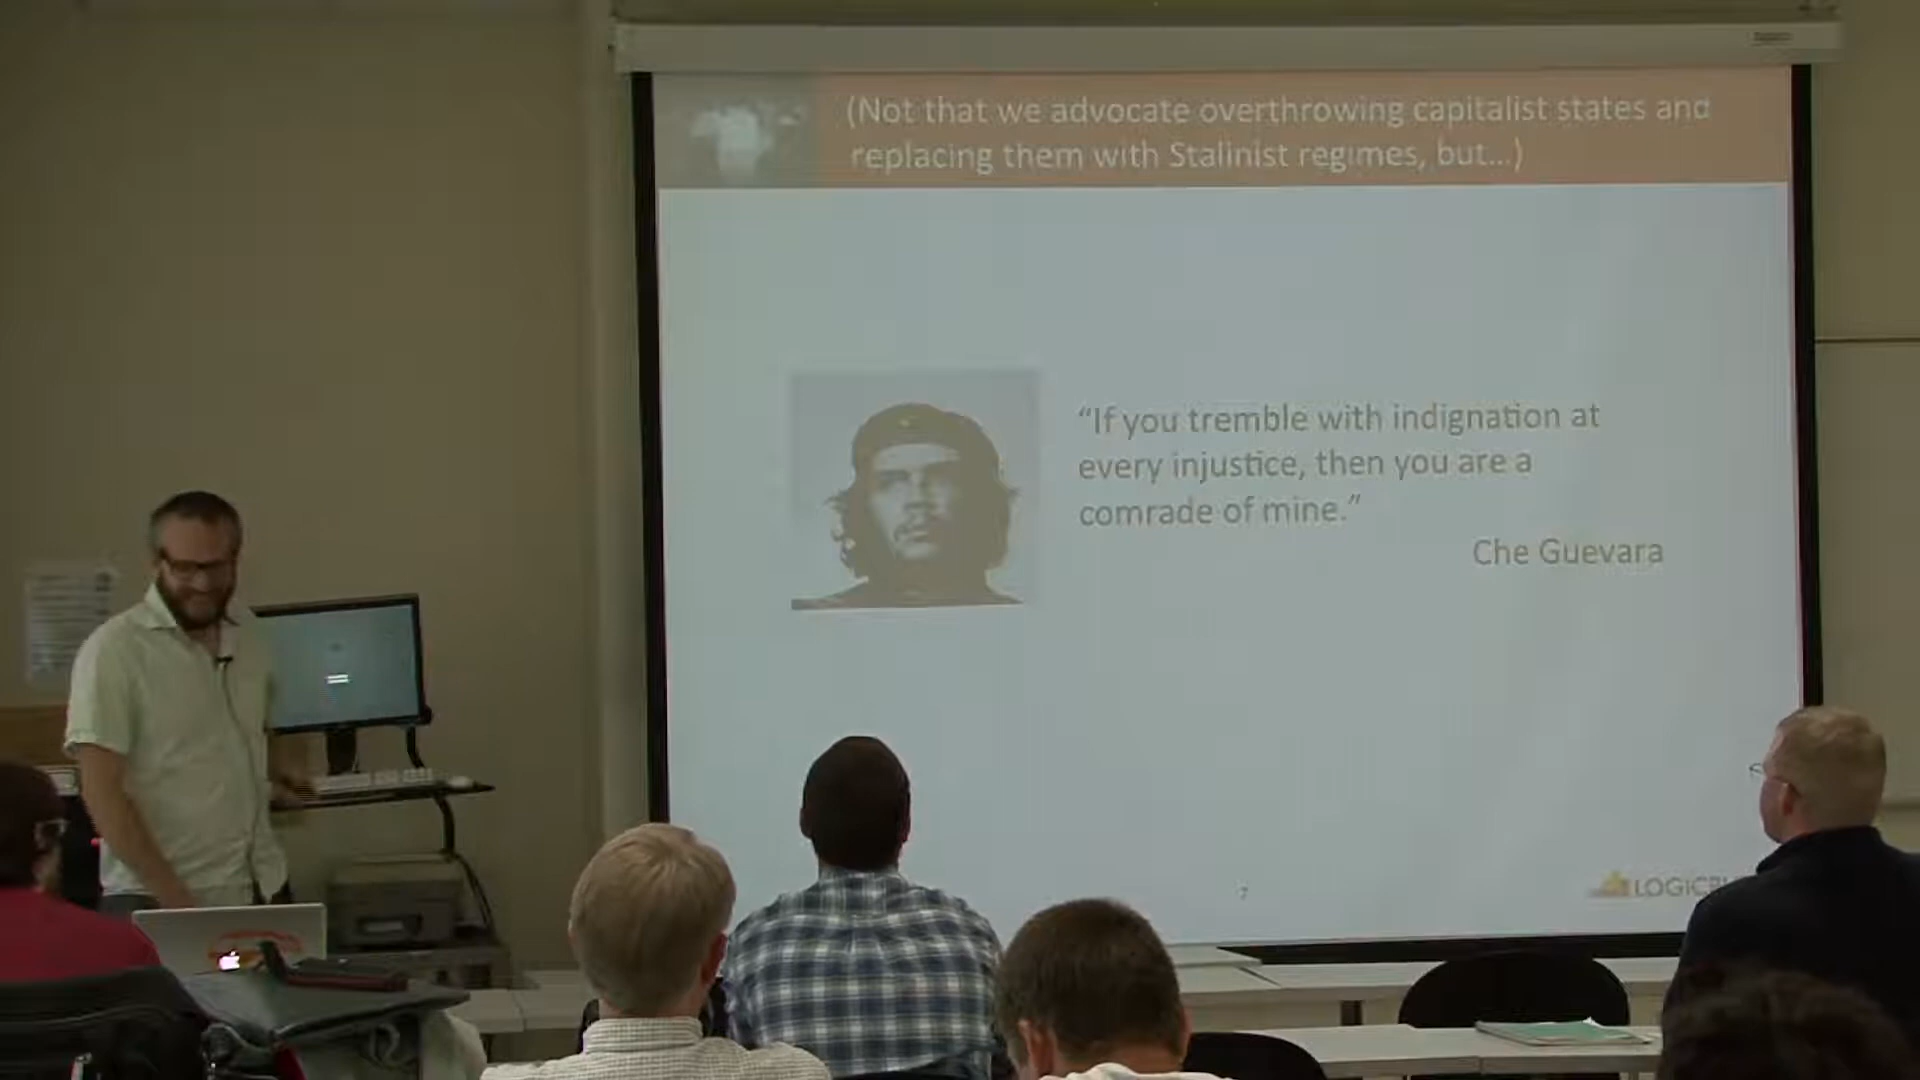 (Not that we advocate overthrowing capitalist states and
replacing them with Stalinist regimes, but...)
“If you tremble with indignation at
every injustice, then you are a
comrade of mine.”
Che Guevara